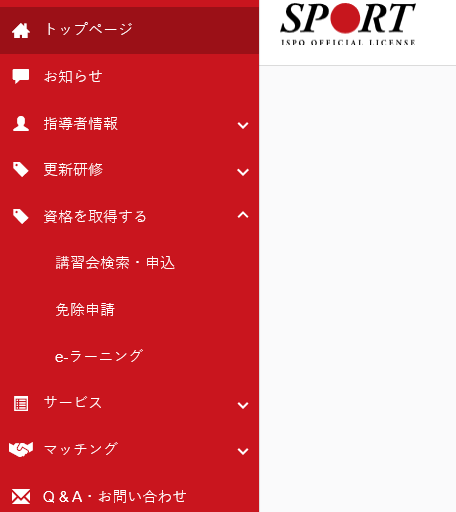 SPORT
JSPO OFFICIAL LICENSE
トップページ
お知らせ
指導者情報
更新研修
資格を取得する
講習会検索・申込
免除申請
e-ラーニング
サービス
マッチング
Q＆A・お問い合わせ